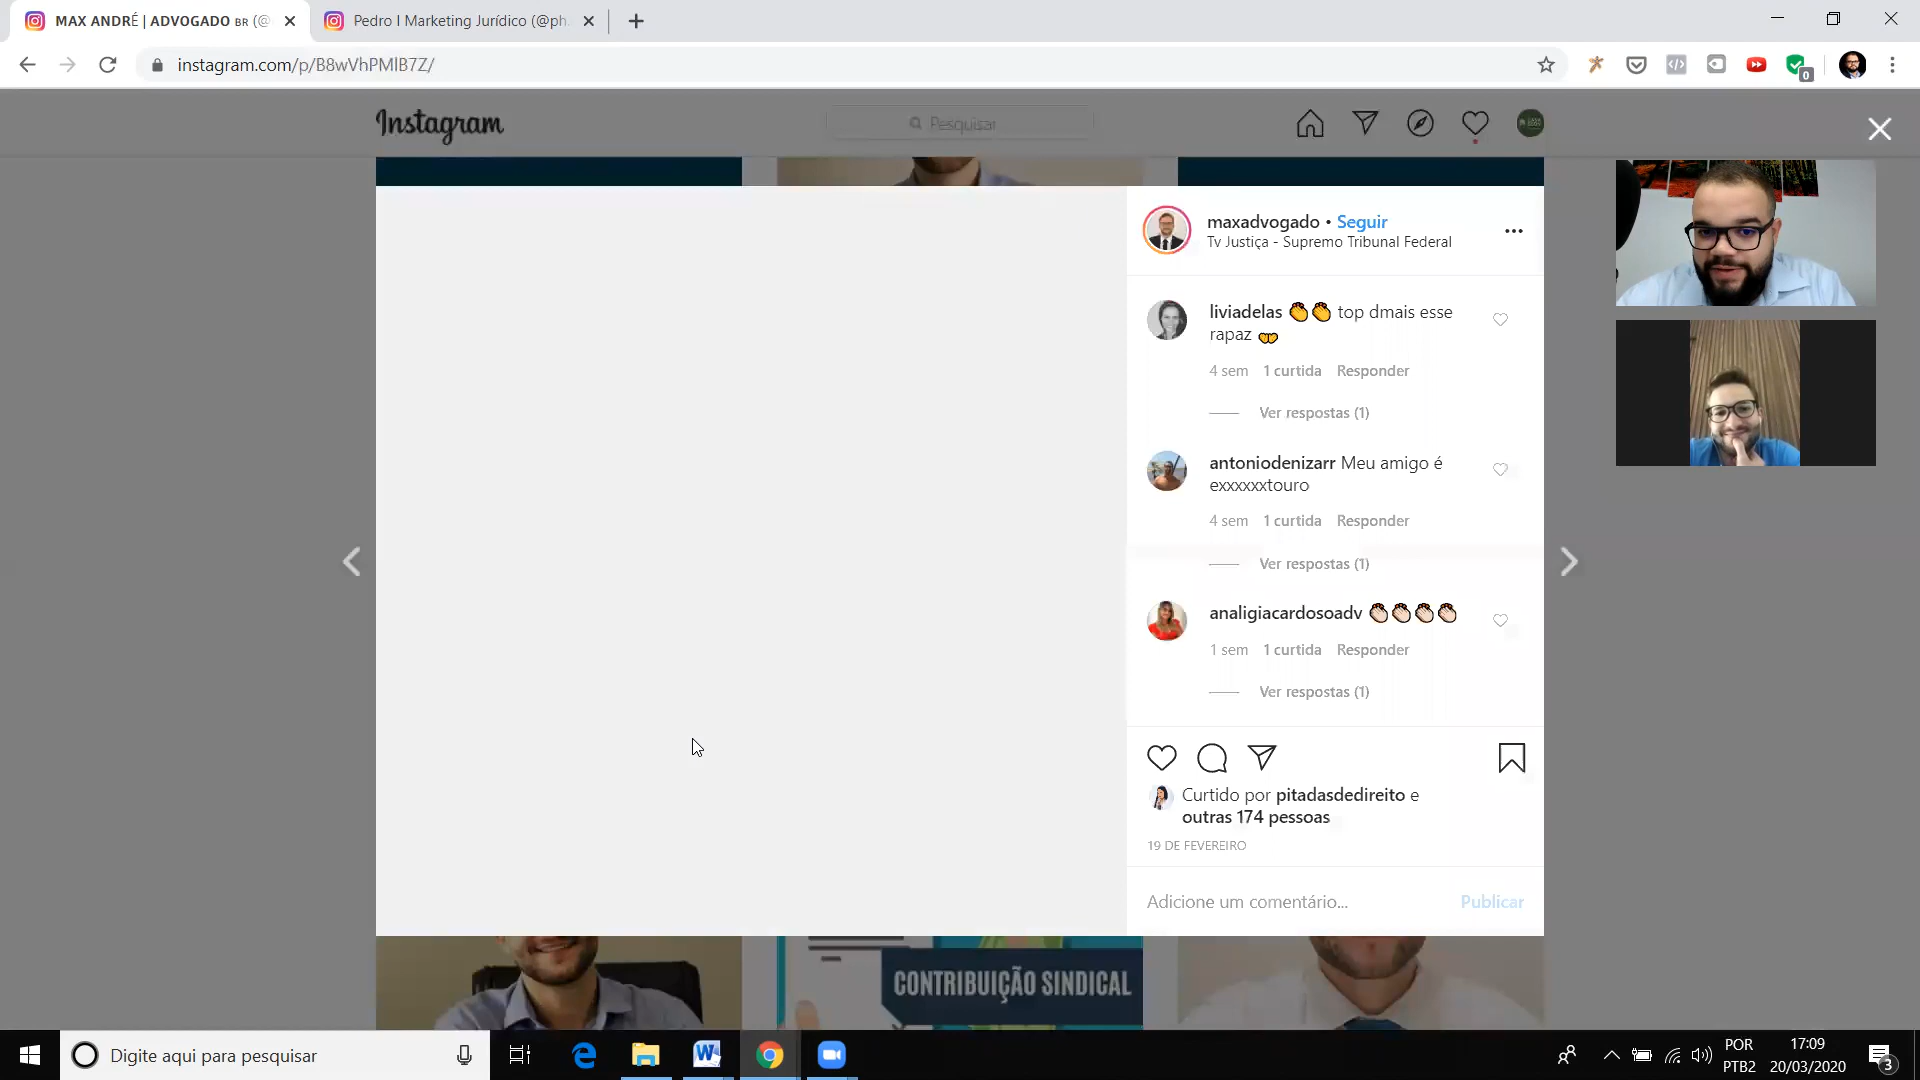 MAX ANDRÉ | ADVOGADO BR (@
Pedro I Marketing Jurídico (@ph.
instagram.com/p/B8wVhPMlB7Z/
0
Instagram
Pesquisar
maxadvogado • Seguir
Tv Justiça - Supremo Tribunal Federal
liviadelas 👏👏 top dmais esse
rapaz 🤲
4 sem 1 curtida Responder
Ver respostas (1)
antoniodenizarr Meu amigo é
exxxxxxtouro
4 sem 1 curtida Responder
Ver respostas (1)
analigiacardosoadv 👏🏻👏🏻👏🏻👏🏻
1 sem 1 curtida Responder
Ver respostas (1)
Curtido por pitadasdedireito e
outras 174 pessoas
19 DE FEVEREIRO
Adicione um comentário... Publicar
CONTRIBUIÇÃO SINDICAL
Digite aqui para pesquisar
POR
PTB2
17:09
20/03/2020
3